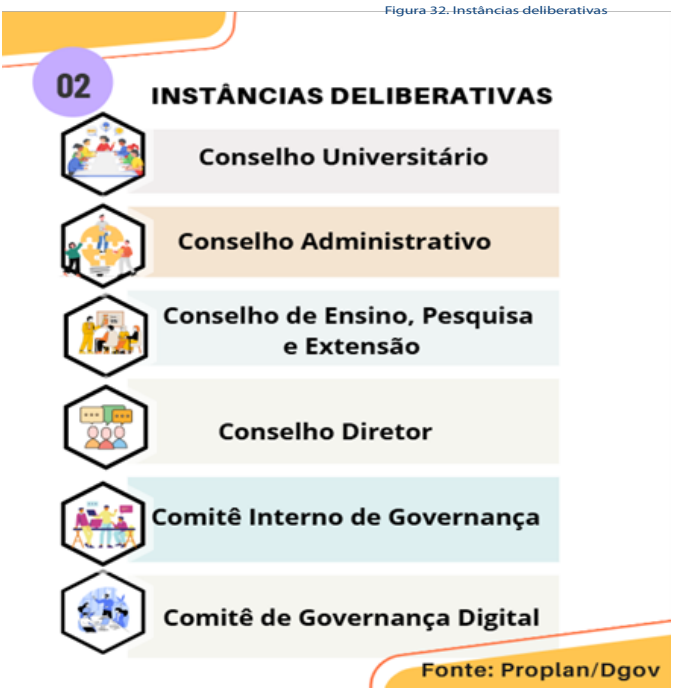 Figura 32. Instâncias deliberativas
02
INSTÂNCIAS DELIBERATIVAS
Conselho Universitário
Conselho Administrativo
Conselho de Ensino, Pesquisa
e Extensão
Conselho Diretor
Comitê Interno de Governança
Comitê de Governança Digital
Fonte: Proplan/Dgov